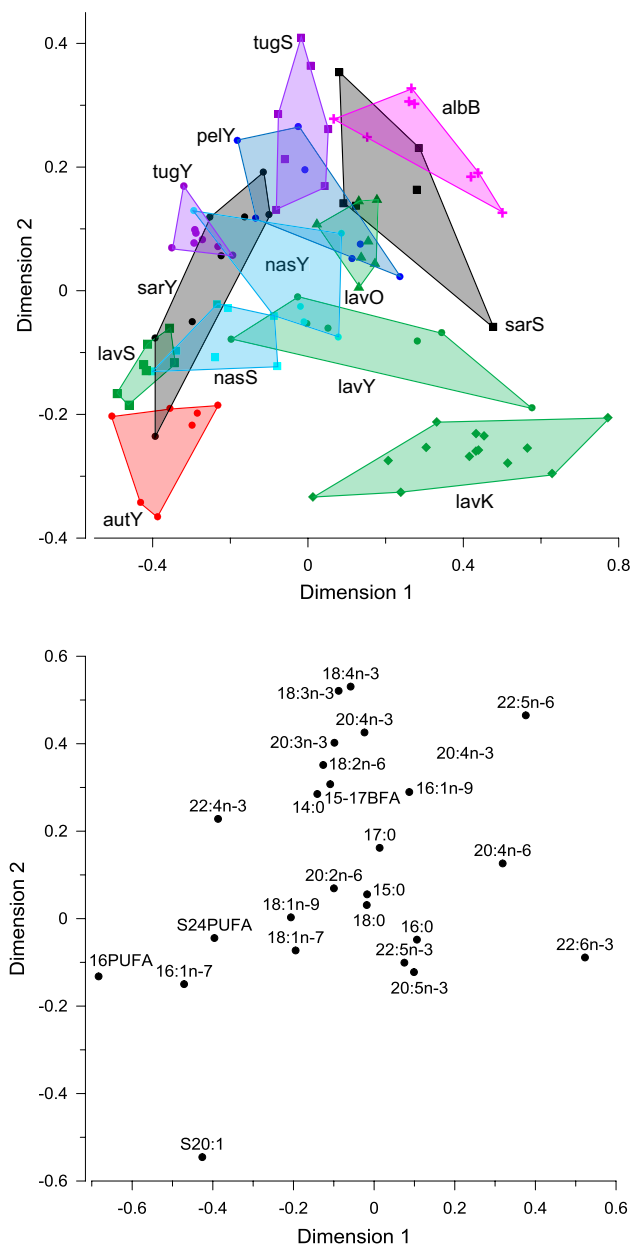 0.4
0.2
0
-0.2
-0.4
Dimension 2
tugS
albB
pelY
tugY
nasY
sarY
lavO
sarS
lavS
nasS
lavY
autY
lavK
-0.4
0
0.4
0.8
Dimension 1
0.6
0.4
0.2
0
-0.2
-0.4
-0.6
Dimension 2
18:4n-3
18:3n-3
22:5n-6
20:4n-3
20:3n-3
20:4n-3
18:2n-6
15-17BFA
16:1n-9
14:0
22:4n-3
17:0
20:4n-6
20:2n-6
15:0
18:1n-9
18:0
S24PUFA
16:0
18:1n-7
22:5n-3
22:6n-3
16PUFA
16:1n-7
20:5n-3
S20:1
-0.6
-0.4
-0.2
0
0.2
0.4
0.6
Dimension 1